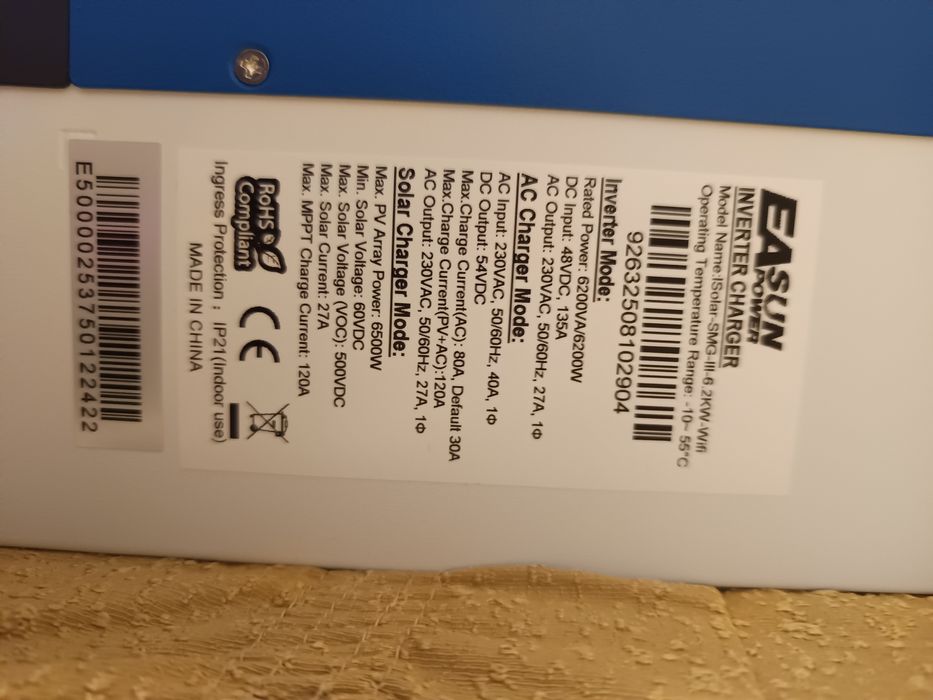 EASUN
POWER
INVERTER CHARGER
Model Name:ISolar-SMG-III-6.2KW-Wifi
Operating Temperature Range: -10~ 55°C
92632508102904
Inverter Mode:
Rated Power: 6200VA/6200W
DC Input: 48VDC, 135A
AC Output: 230VAC, 50/60Hz, 27A, 1Φ
AC Charger Mode:
AC Input: 230VAC, 50/60Hz, 40A, 1Φ
DC Output: 54VDC
Max.Charge Current(AC): 80A, Default 30A
Max.Charge Current(PV+AC):120A
AC Output: 230VAC, 50/60Hz, 27A, 1Φ
Solar Charger Mode:
Max. PV Array Power: 6500W
Min. Solar Voltage: 60VDC
Max. Solar Voltage (VOC): 500VDC
Max. Solar Current: 27A
Max. MPPT Charge Current: 120A
RoHS
Compliant
CE
Ingress Protection : IP21(Indoor use)
MADE IN CHINA
E50000253750122422